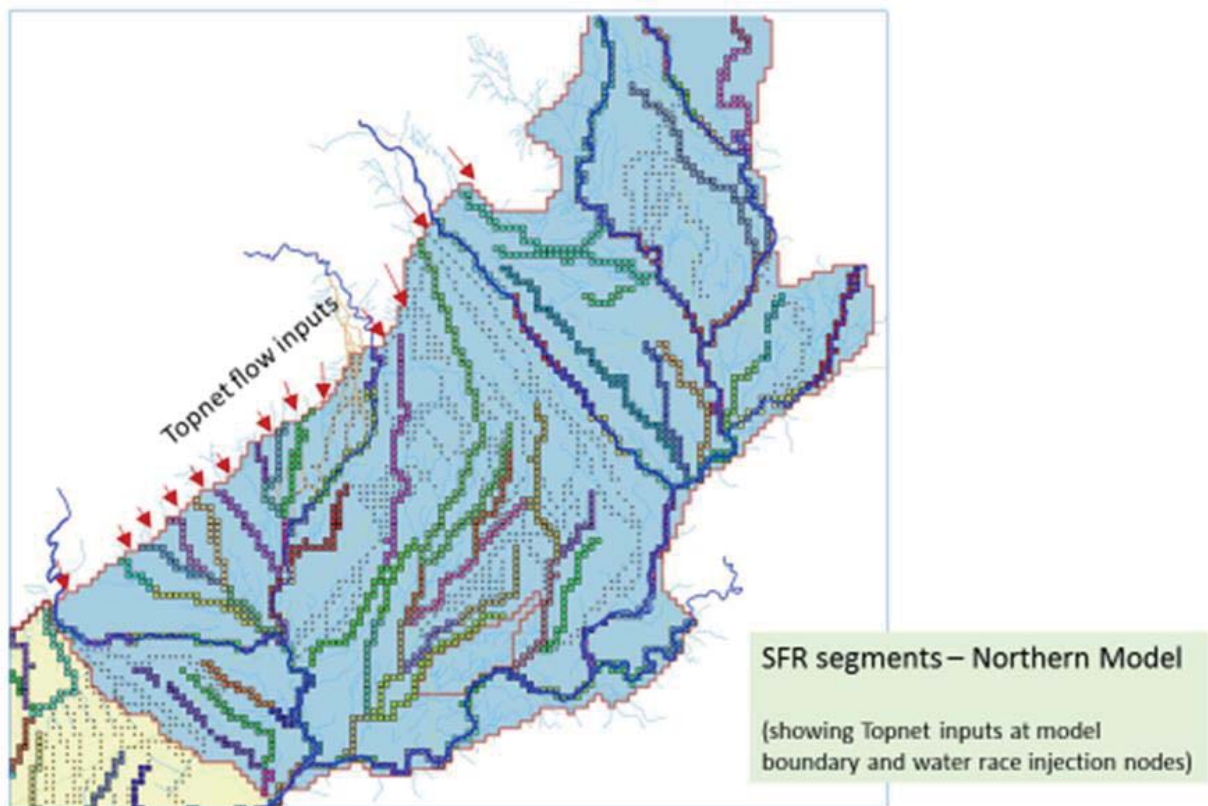 Topnet flow inputs
SFR segments – Northern Model
(showing Topnet inputs at model
boundary and water race injection nodes)